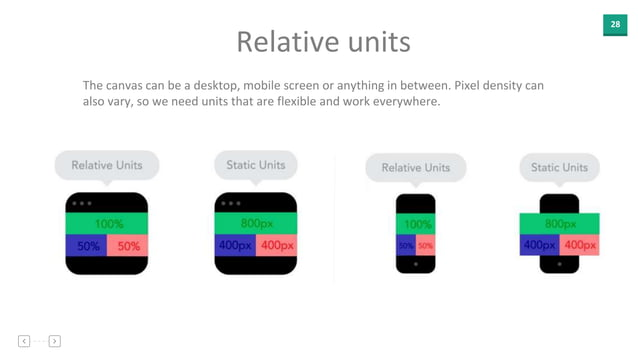 28
Relative units
The canvas can be a desktop, mobile screen or anything in between. Pixel density can
also vary, so we need units that are flexible and work everywhere.
Relative Units
Static Units
Relative Units
Static Units
100%
50% 50%
800px
400px 400px
100%
50% 50%
800px
400px 400px